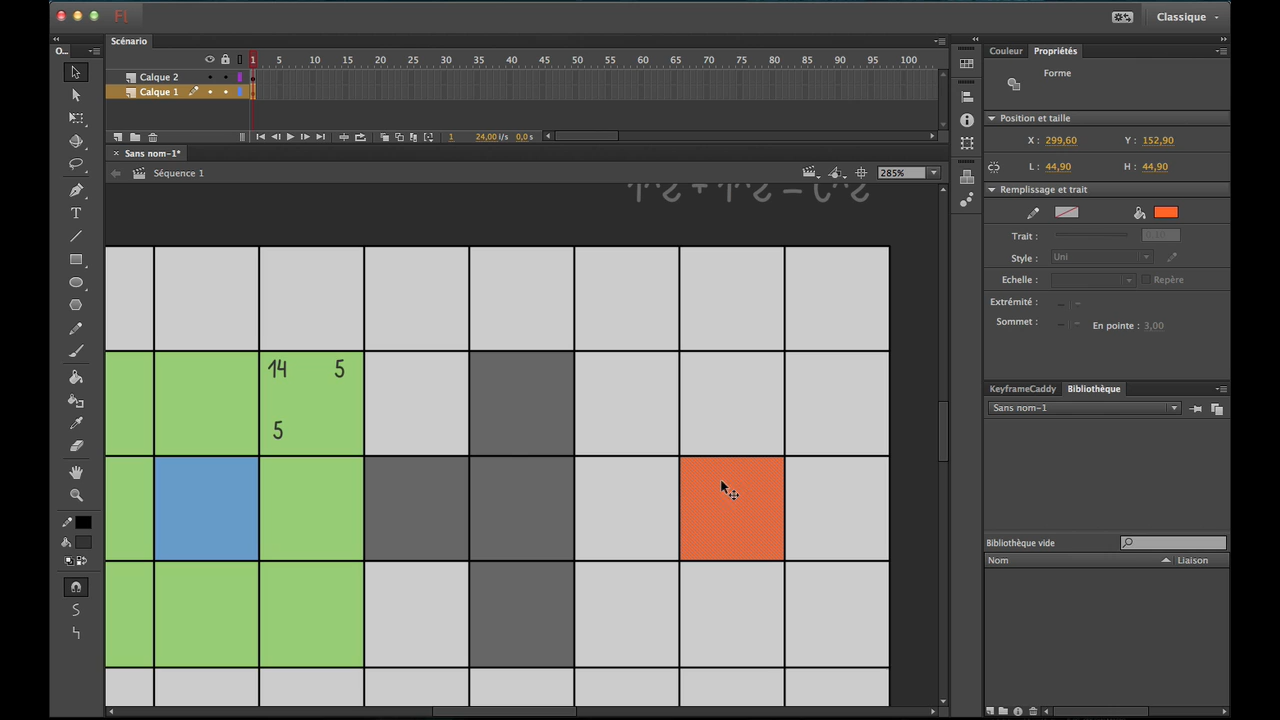 Fl
Classique
O...
Scénario
1 5 10 15 20 25 30 35 40 45 50 55 60 65 70 75 80 85 90 95 100
Calque 2
Calque 1
1 24,00 i/s 0,0 s
Sans nom-1*
Séquence 1
285%
14 5
5
Couleur Propriétés
Forme
Position et taille
X : 299,60 Y : 152,90
L : 44,90 H : 44,90
Remplissage et trait
Trait :
Style : Uni
Echelle : Repère
Extrémité :
Sommet : En pointe : 3,00
KeyframeCaddy Bibliothèque
Sans nom-1
Bibliothèque vide
Nom Liaison